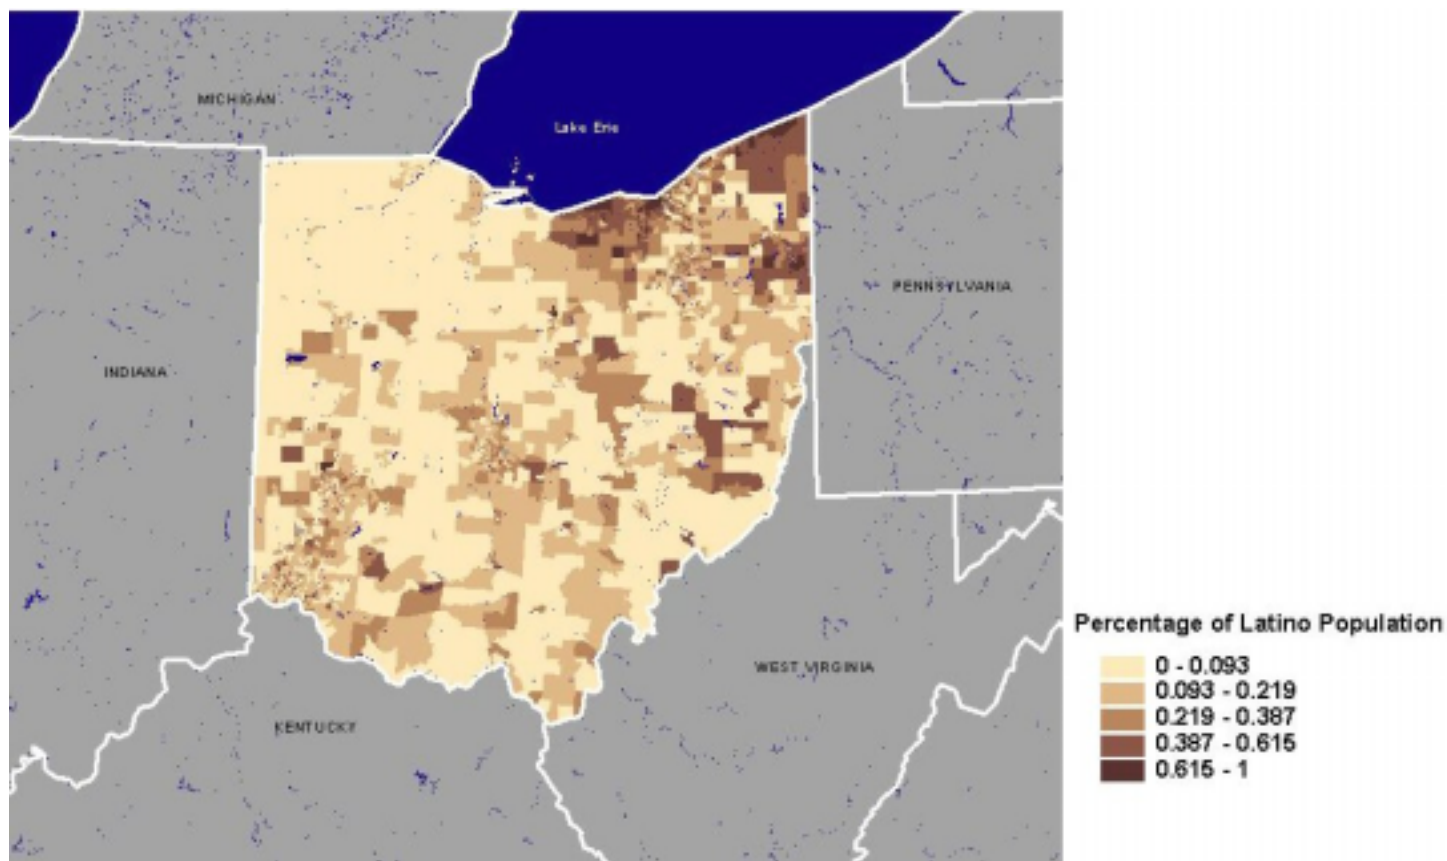 MICHIGAN
Lake Erie
PENNSYLVANIA
INDIANA
WEST VIRGINIA
KENTUCKY
Percentage of Latino Population
0 - 0.093
0.093 - 0.219
0.219 - 0.387
0.387 - 0.615
0.615 - 1